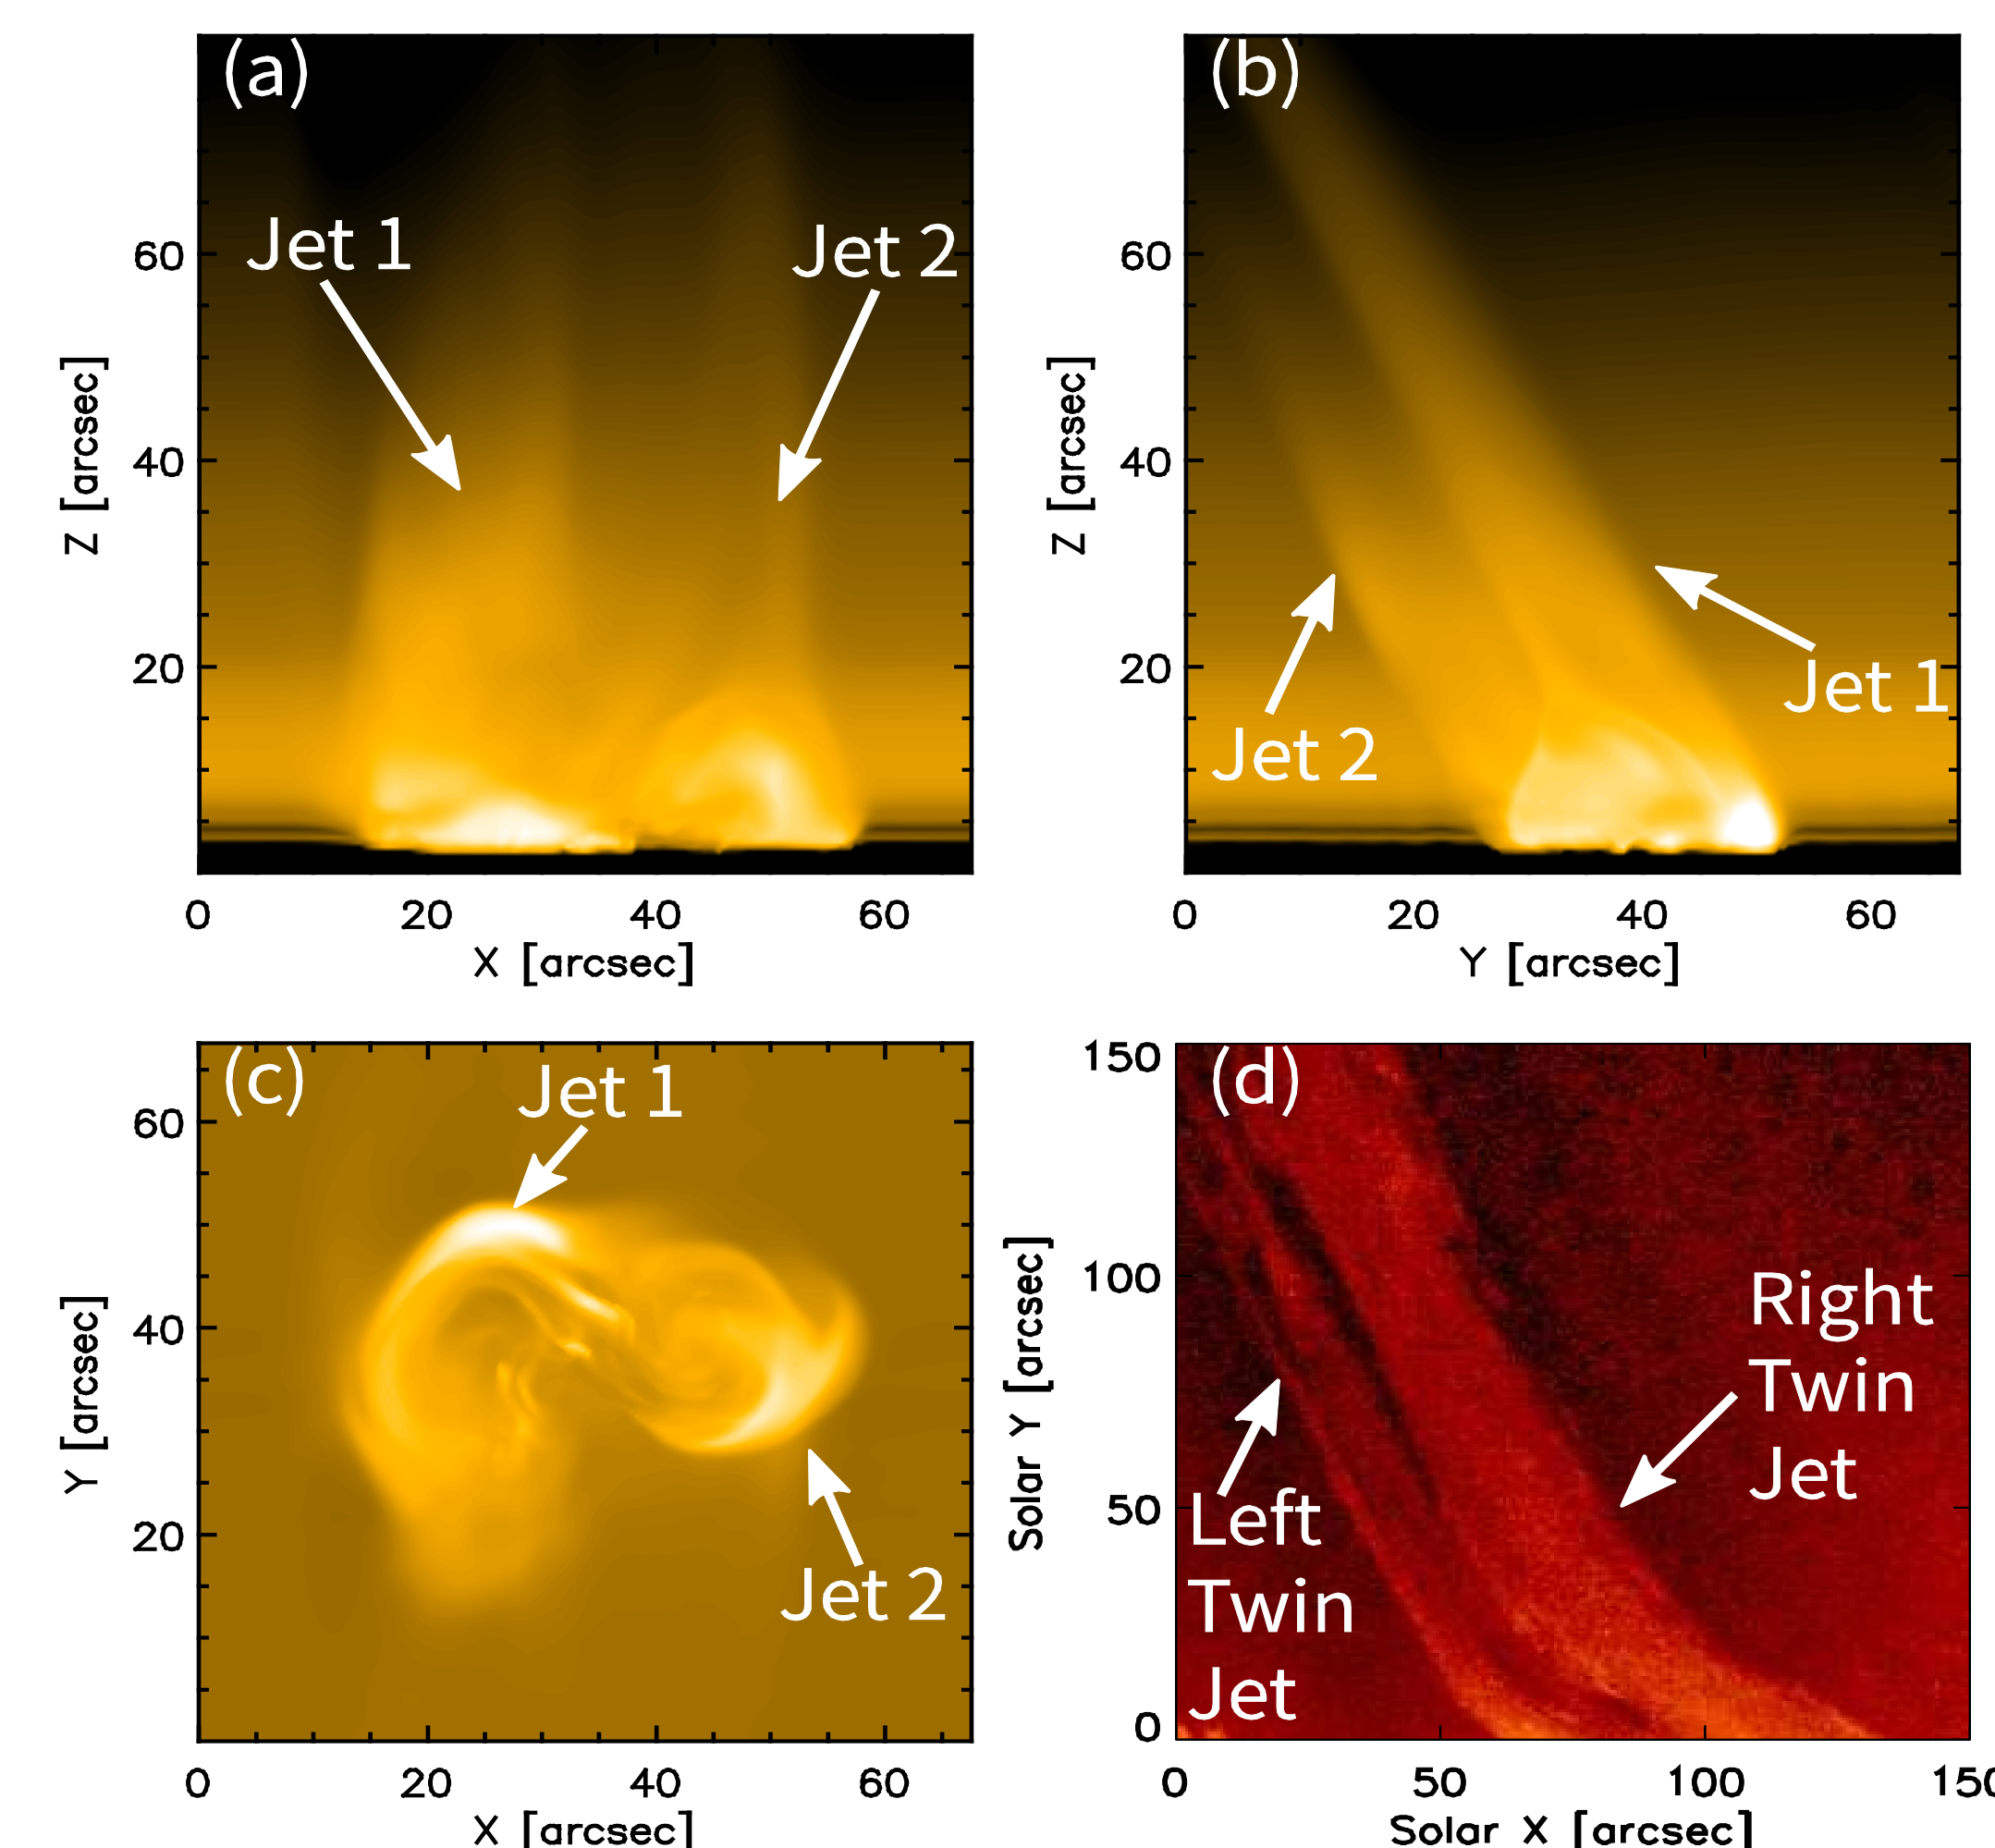 (a)
Jet 1
Jet 2
60
40
20
Z [arcsec]
0 20 40 60
X [arcsec]
(b)
60
40
20
Z [arcsec]
Jet 1
Jet 2
0 20 40 60
Y [arcsec]
(c)
Jet 1
60
40
20
Y [arcsec]
Jet 2
0 20 40 60
X [arcsec]
(d)
150
100
50
0
Solar Y [arcsec]
Right
Twin
Jet
Left
Twin
Jet
0 50 100 150
Solar X [arcsec]